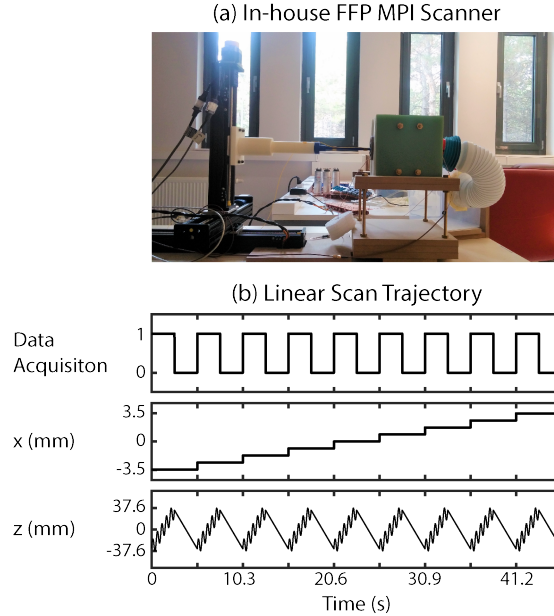 (a) In-house FFP MPI Scanner
(b) Linear Scan Trajectory
Data
Acquisiton
1
0
x (mm)
3.5
0
-3.5
z (mm)
37.6
0
-37.6
0 10.3 20.6 30.9 41.2
Time (s)